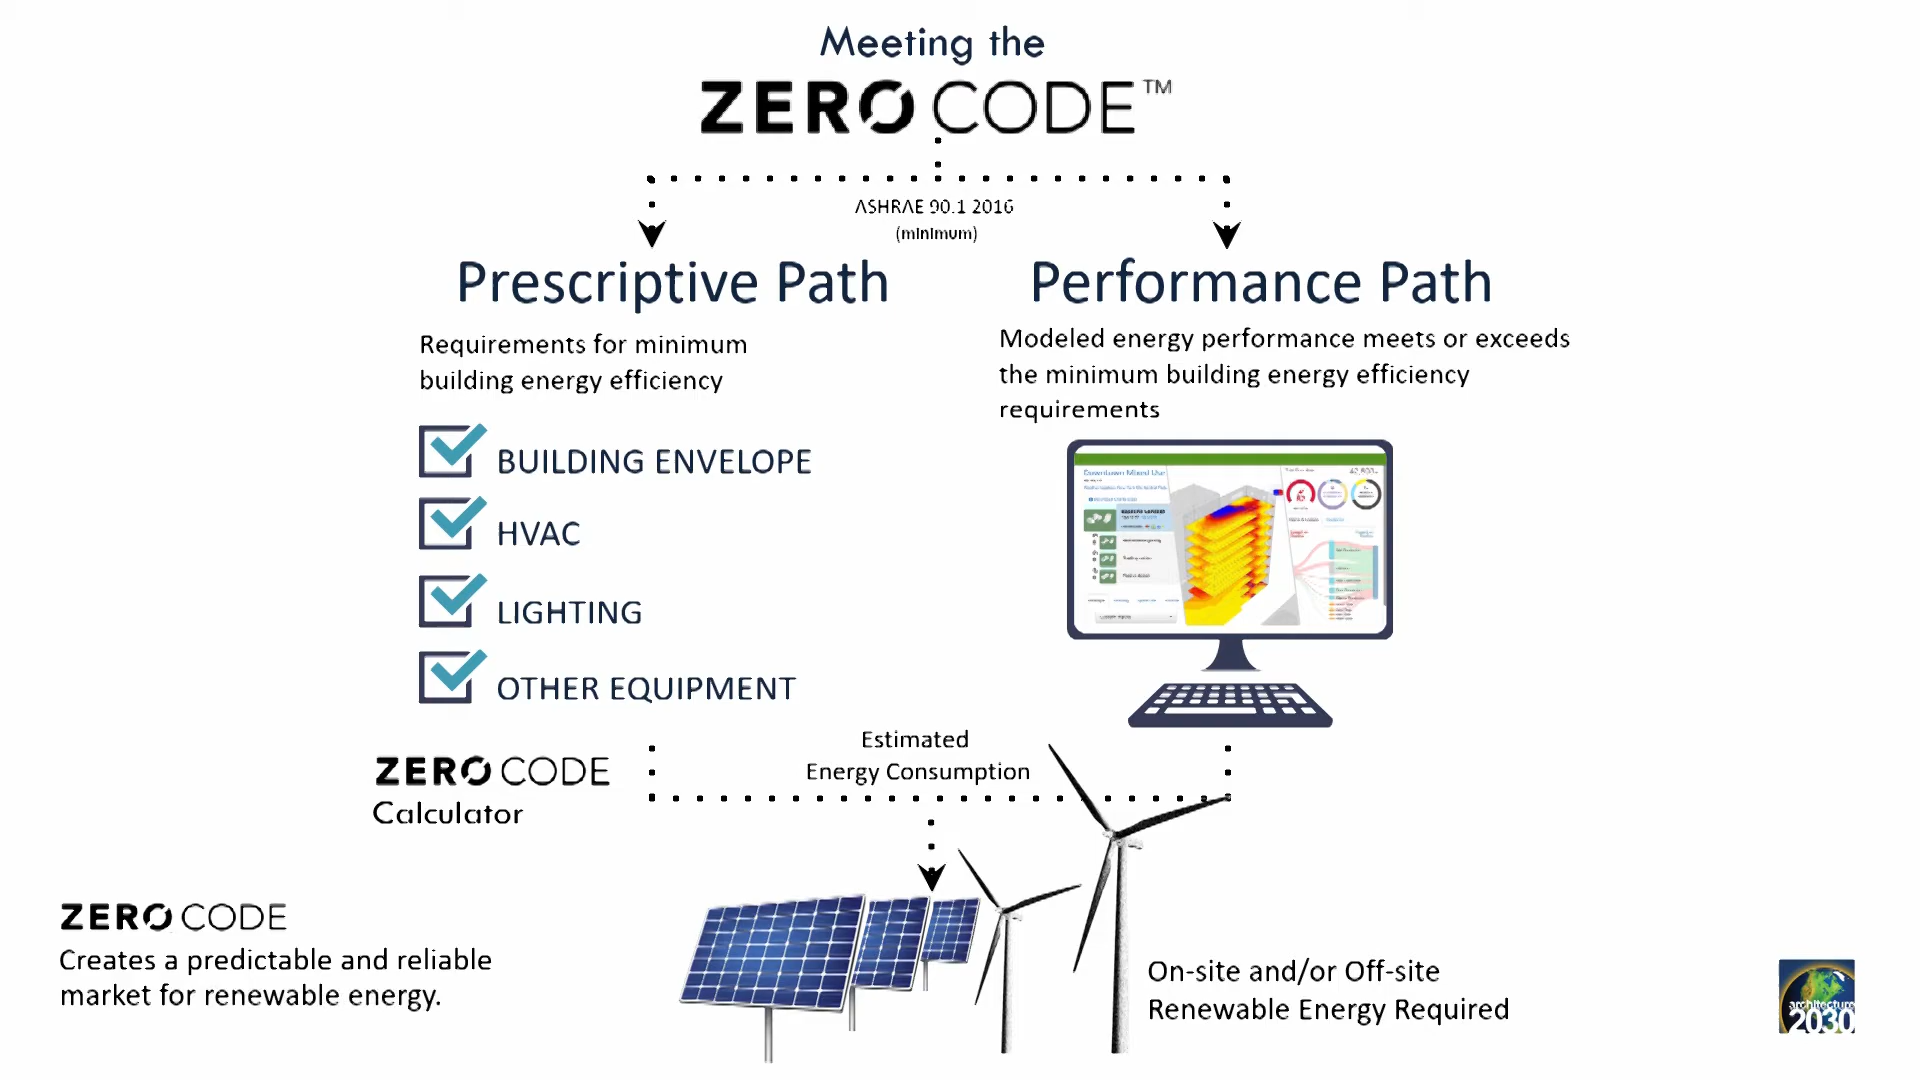 Meeting the
ZERO CODE™
ASHRAE 90.1 2016
(minimum)
Prescriptive Path
Requirements for minimum
building energy efficiency
BUILDING ENVELOPE
HVAC
LIGHTING
OTHER EQUIPMENT
Performance Path
Modeled energy performance meets or exceeds
the minimum building energy efficiency
requirements
Downtown Mixed Use
Estimated
Energy Consumption
ZERO CODE
Calculator
ZERO CODE
Creates a predictable and reliable
market for renewable energy.
On-site and/or Off-site
Renewable Energy Required
architecture
2030